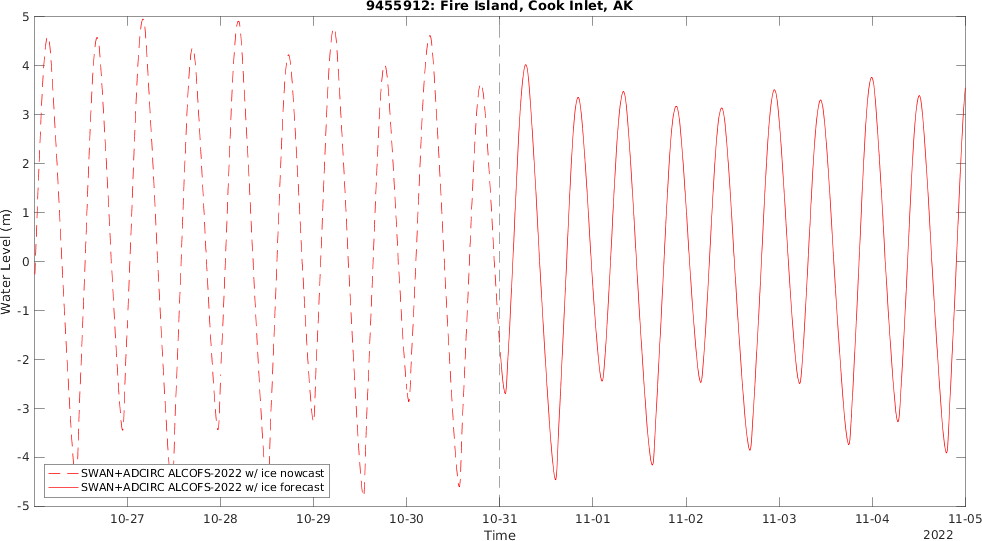 9455912: Fire Island, Cook Inlet, AK
5
4
3
2
1
0
-1
-2
-3
-4
-5
Water Level (m)
SWAN+ADCIRC ALCOFS-2022 w/ ice nowcast
SWAN+ADCIRC ALCOFS-2022 w/ ice forecast
10-27 10-28 10-29 10-30 10-31 11-01 11-02 11-03 11-04 11-05
Time
2022